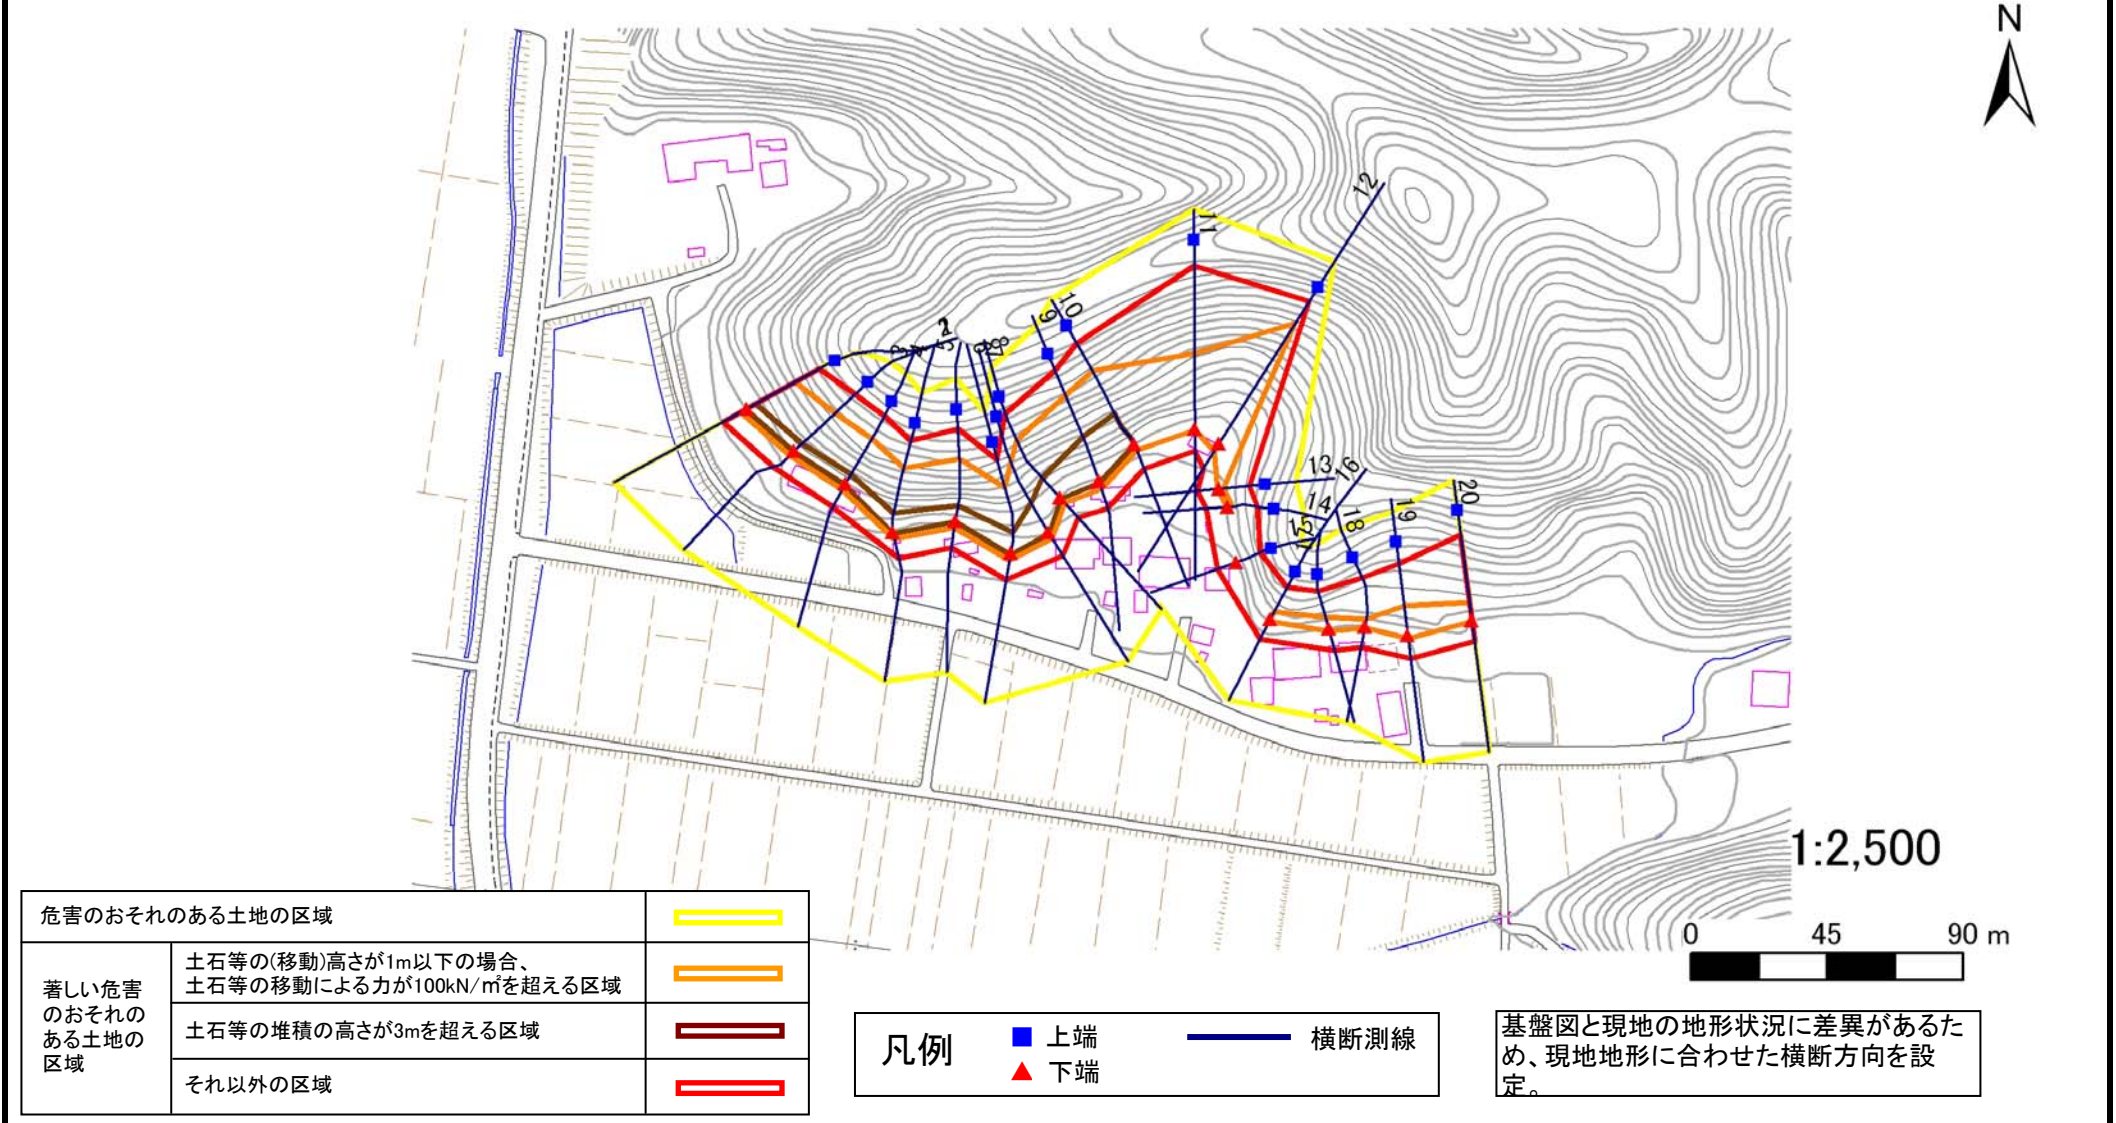 N
12
11
10
9
1
2
3
4
5
6
7
8
13
16
14
15
17
18
19
20
1:2,500
0 45 90 m
危害のおそれのある土地の区域
著しい危害
のおそれの
ある土地の
区域
土石等の(移動)高さが1m以下の場合、
土石等の移動による力が100kN/㎡を超える区域
土石等の堆積の高さが3mを超える区域
それ以外の区域
凡例
上端
下端
横断測線
基盤図と現地の地形状況に差異があるた
め、現地地形に合わせた横断方向を設
定。